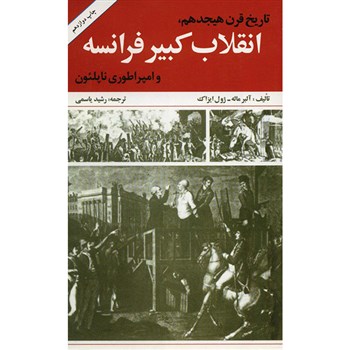 چاپ دوازدهم
تاریخ قرن هیجدهم،
انقلاب کبیر فرانسه
و امپراطوری ناپلئون
تألیف: آلبر ماله - ژول ایزاک
ترجمه: رشید یاسمی